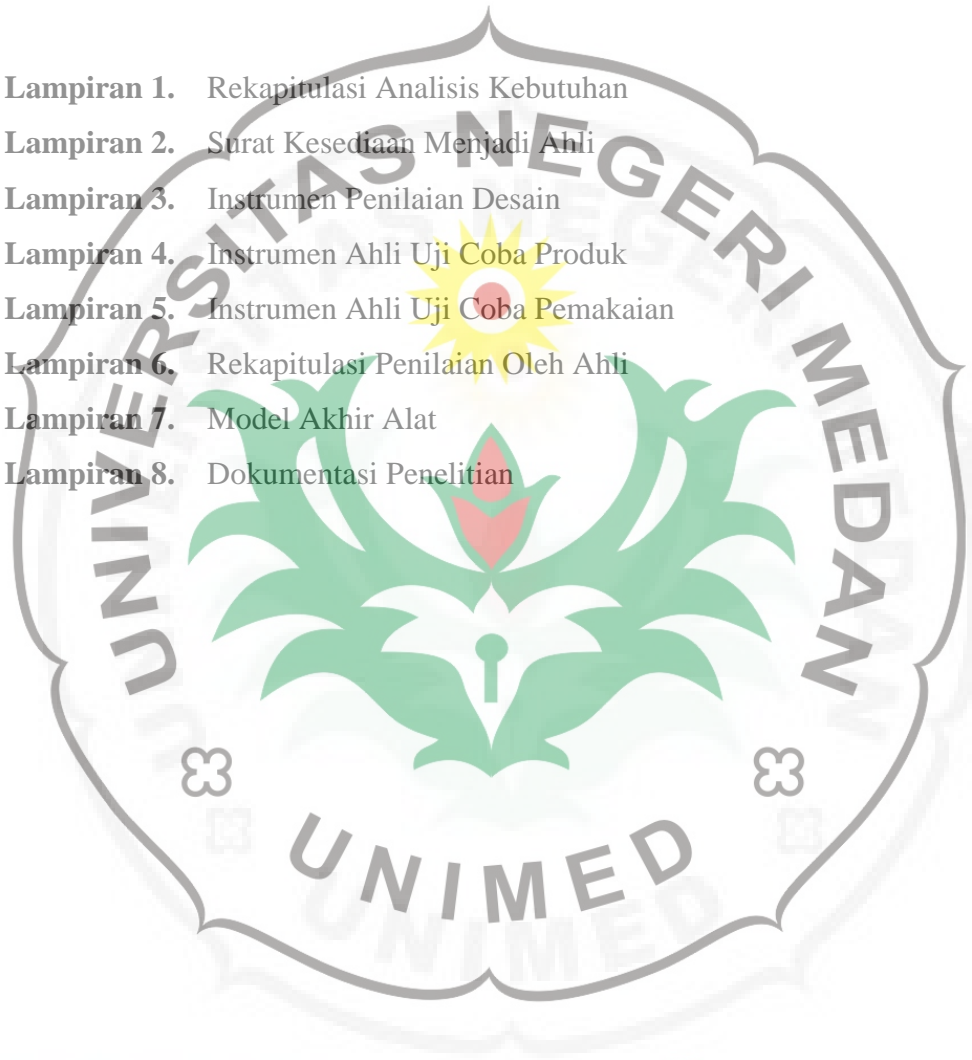 Lampiran 1. Rekapitulasi Analisis Kebutuhan
Lampiran 2. Surat Kesediaan Menjadi Ahli
Lampiran 3. Instrumen Penilaian Desain
Lampiran 4. Instrumen Ahli Uji Coba Produk
Lampiran 5. Instrumen Ahli Uji Coba Pemakaian
Lampiran 6. Rekapitulasi Penilaian Oleh Ahli
Lampiran 7. Model Akhir Alat
Lampiran 8. Dokumentasi Penelitian
UNIVERSITAS NEGERI MEDAN
UNIMED